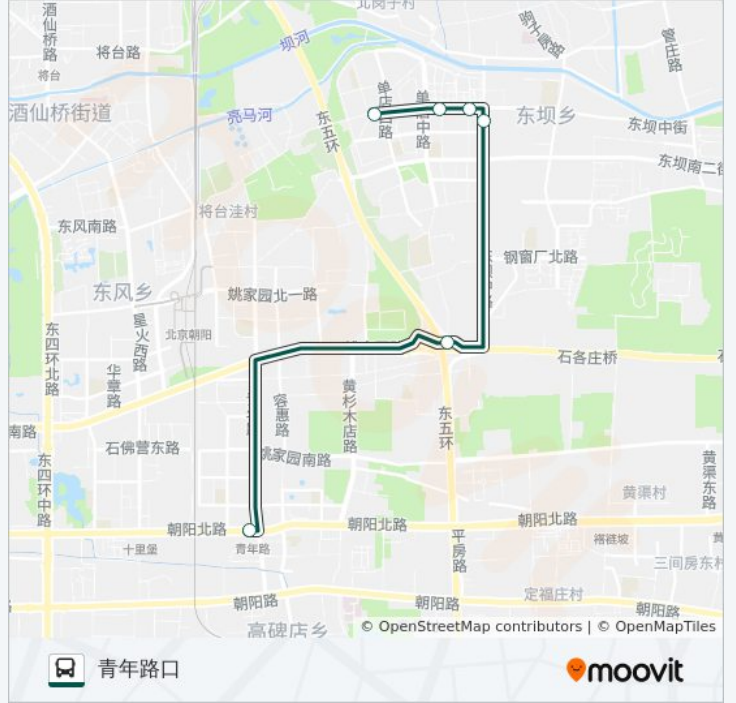 北岗子村
酒仙桥路
将台路
将台
坝河
驹子房路
管庄路
酒仙桥街道
亮马河
东五环
单店西路
单店中路
东坝乡
东坝中街
东坝南二街
将台洼村
东风南路
钢窗厂北路
东风乡
姚家园北一路
星火西路
北京朝阳
东四环北路
华章路
石各庄桥
黄杉木店路
容惠路
东五环
南路
石佛营东路
姚家园南路
东四环中路
黄渠东路
黄渠村
朝阳北路
朝阳北路
朝阳北路
十里堡
青年路
平房路
褡裢坡
三间房东村
定福庄村
朝阳路
朝阳路
朝阳路
高碑店乡
© OpenStreetMap contributors | © OpenMapTiles
青年路口
moovit